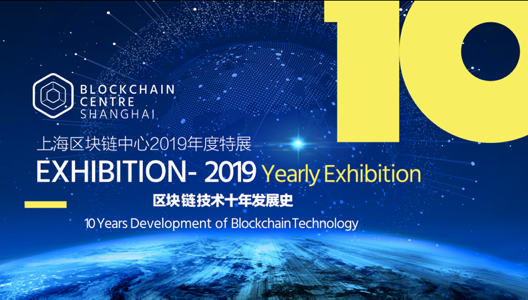 10
BLOCKCHAIN
CENTRE
SHANGHAI
上海区块链中心2019年度特展
EXHIBITION- 2019 Yearly Exhibition
区块链技术十年发展史
10 Years Development of Blockchain Technology